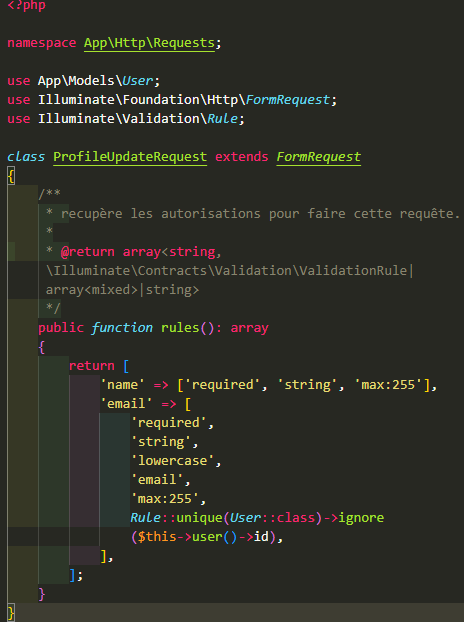 <?php
namespace App\Http\Requests;
use App\Models\User;
use Illuminate\Foundation\Http\FormRequest;
use Illuminate\Validation\Rule;
class ProfileUpdateRequest extends FormRequest
{
/**
* recupère les autorisations pour faire cette requête.
*
* @return array<string,
\Illuminate\Contracts\Validation\ValidationRule|
array<mixed>|string>
*/
public function rules(): array
{
return [
'name' => ['required', 'string', 'max:255'],
'email' => [
'required',
'string',
'lowercase',
'email',
'max:255',
Rule::unique(User::class)->ignore
($this->user()->id),
],
];
}
}